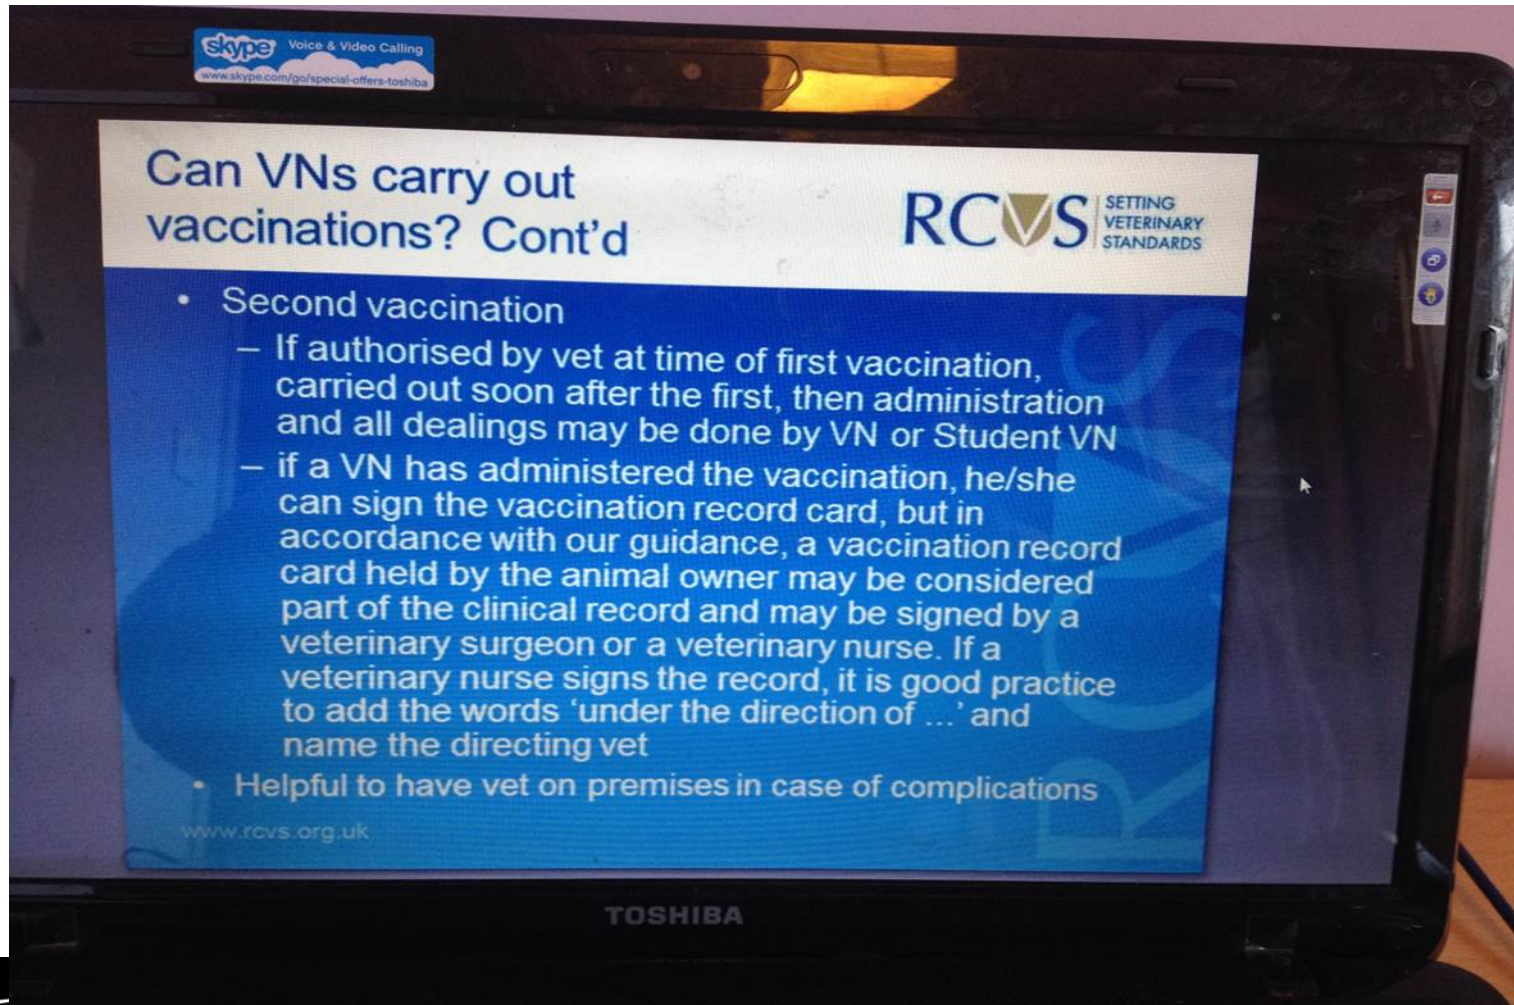 skype Voice & Video Calling
www.skype.com/go/special-offers-toshiba
Can VNs carry out
vaccinations? Cont'd
RCVS
SETTING
VETERINARY
STANDARDS
• Second vaccination
– If authorised by vet at time of first vaccination,
carried out soon after the first, then administration
and all dealings may be done by VN or Student VN
– if a VN has administered the vaccination, he/she
can sign the vaccination record card, but in
accordance with our guidance, a vaccination record
card held by the animal owner may be considered
part of the clinical record and may be signed by a
veterinary surgeon or a veterinary nurse. If a
veterinary nurse signs the record, it is good practice
to add the words ‘under the direction of ...’ and
name the directing vet
• Helpful to have vet on premises in case of complications
www.rcvs.org.uk
RCVS
TOSHIBA